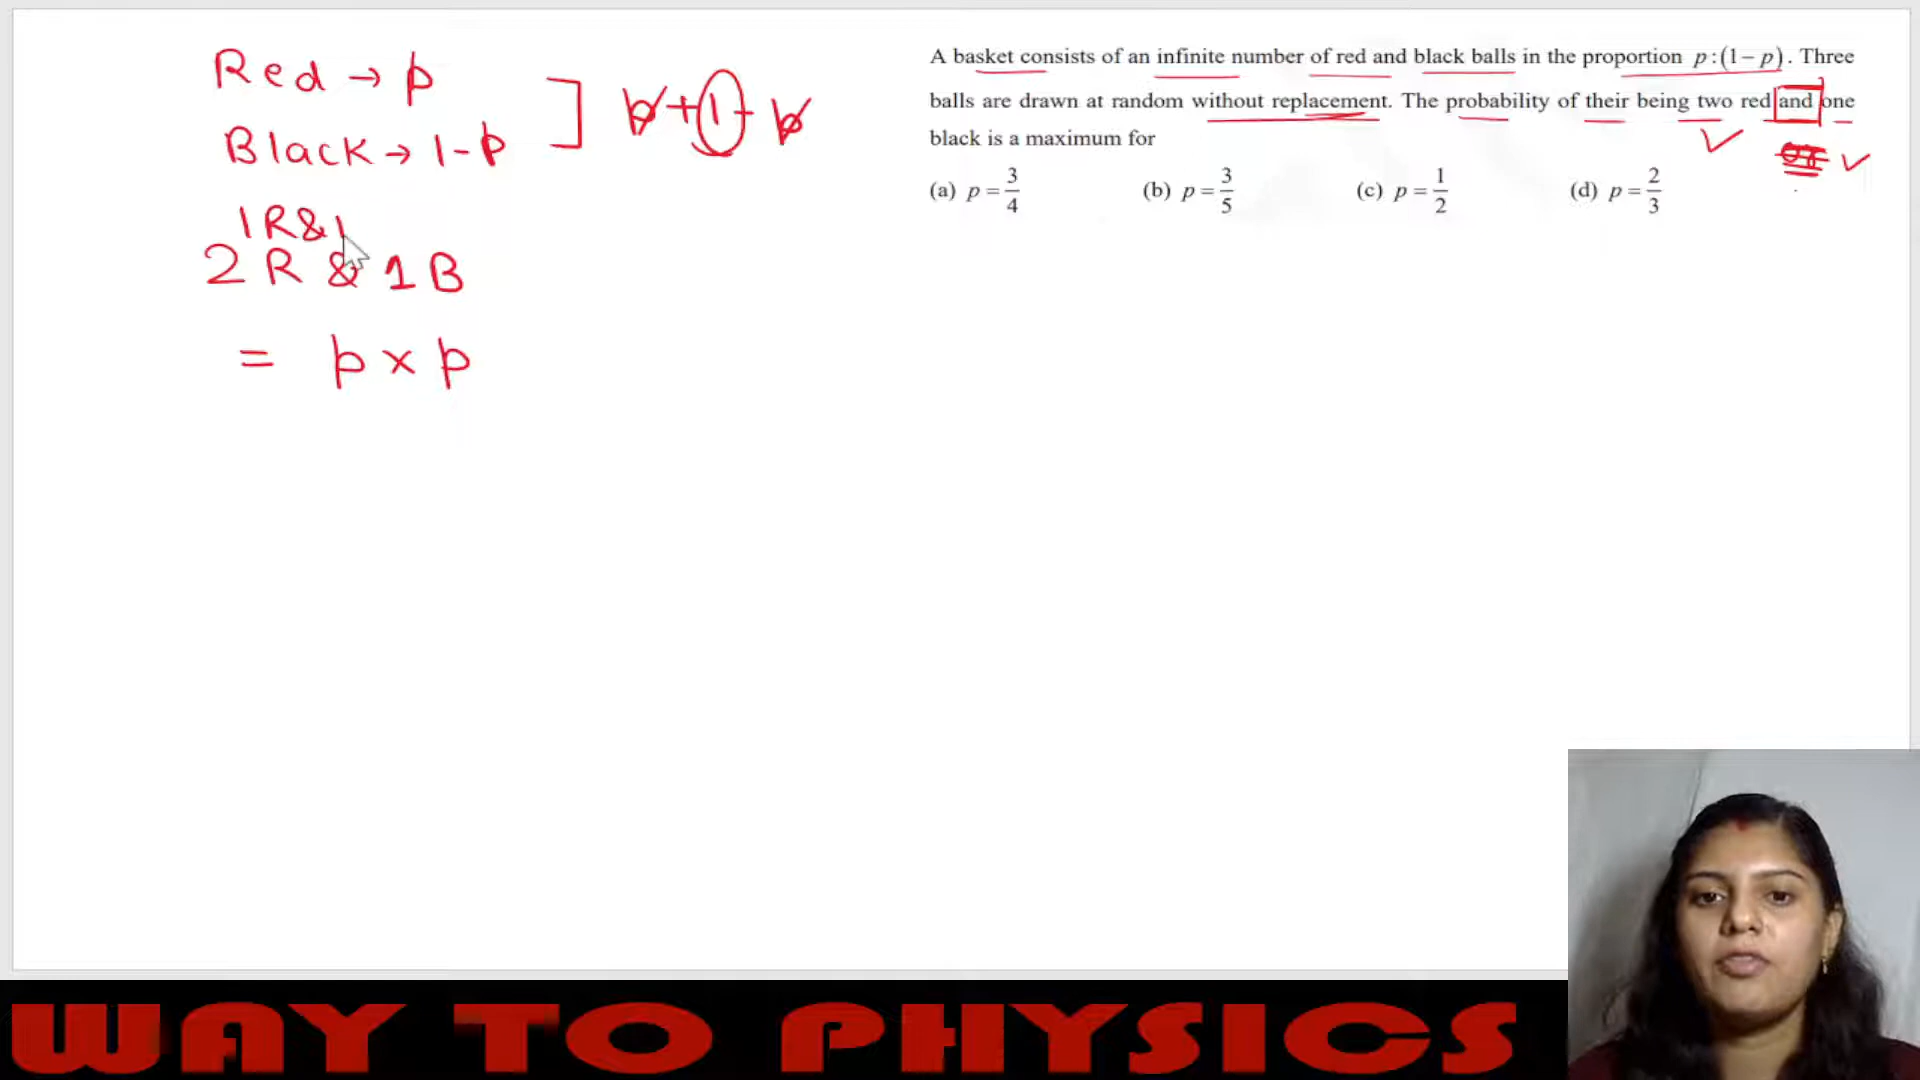 Red → p
Black → 1-p
p+1-p
1R&1
2R & 1B
= p × p
A basket consists of an infinite number of red and black balls in the proportion p:(1−p). Three
balls are drawn at random without replacement. The probability of their being two red and one
black is a maximum for
or
(a) p = 3/4 (b) p = 3/5 (c) p = 1/2 (d) p = 2/3
WAY TO PHYSICS